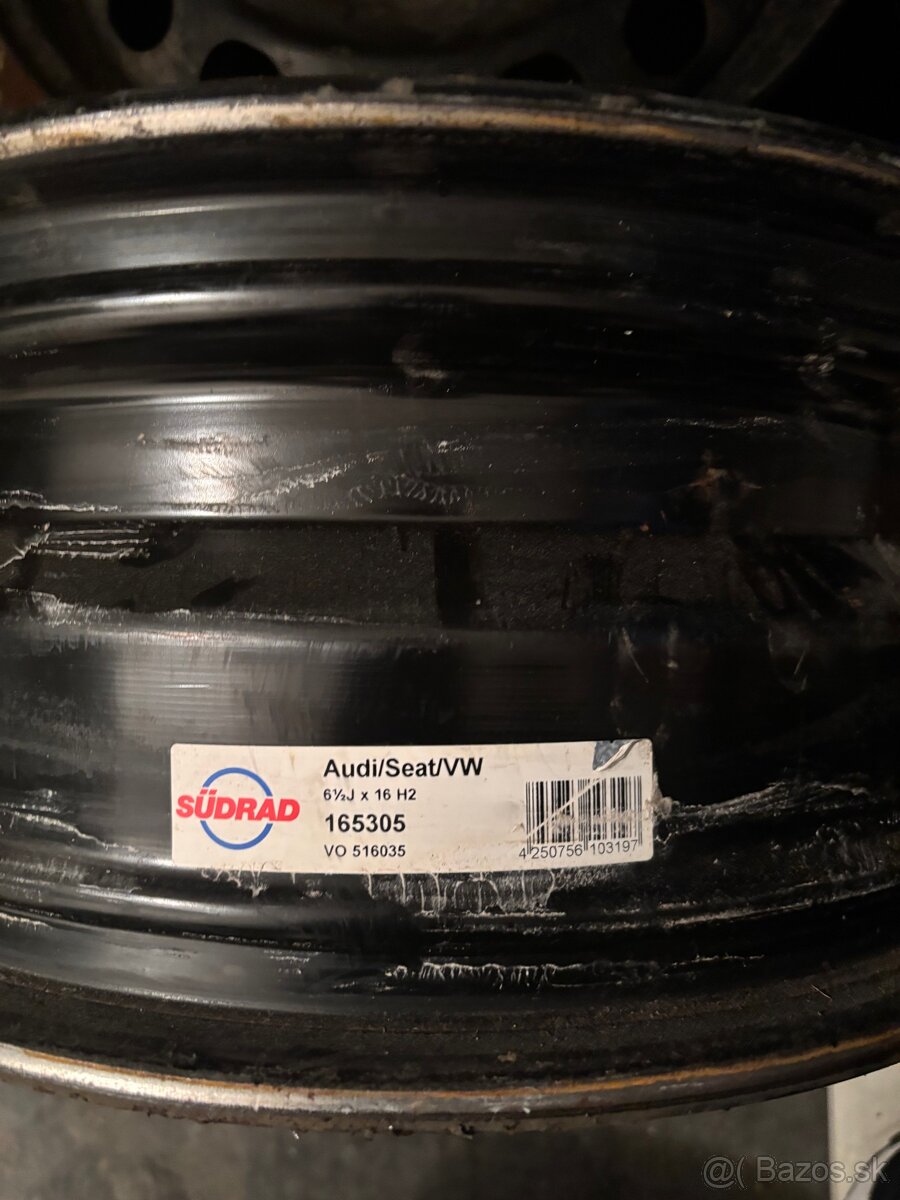 SÜDRAD
Audi/Seat/VW
6½J x 16 H2
165305
VO 516035
4 250756 103197
@( Bazos.sk